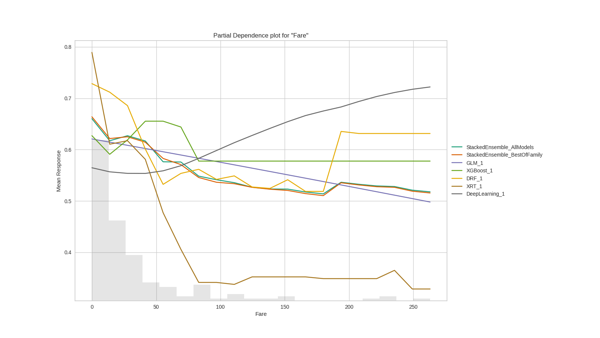 Partial Dependence plot for "Fare"
0.8
0.7
0.6
0.5
0.4
Mean Response
0
50
100
150
200
250
Fare
StackedEnsemble_AllModels
StackedEnsemble_BestOfFamily
GLM_1
XGBoost_1
DRF_1
XRT_1
DeepLearning_1